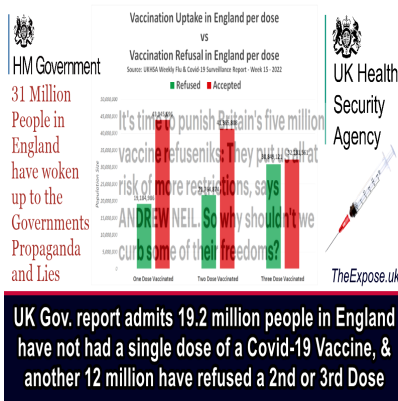 Vaccination Uptake in England per dose
vs
Vaccination Refusal in England per dose
Source: UKHSA Weekly Flu & Covid-19 Surveillance Report - Week 15 - 2022
Refused Accepted
HM Government
31 Million
People in
England
have woken
up to the
Governments
Propaganda
and Lies
UK Health
Security
Agency
Population Size
It's time to punish Britain's five million
vaccine refuseniks: They put us all at
risk of more restrictions, says
ANDREW NEIL. So why shouldn't we
curb some of their freedoms?
One Dose Vaccinated
Two Dose Vaccinated
Three Dose Vaccinated
TheExpose.uk
UK Gov. report admits 19.2 million people in England
have not had a single dose of a Covid-19 Vaccine, &
another 12 million have refused a 2nd or 3rd Dose